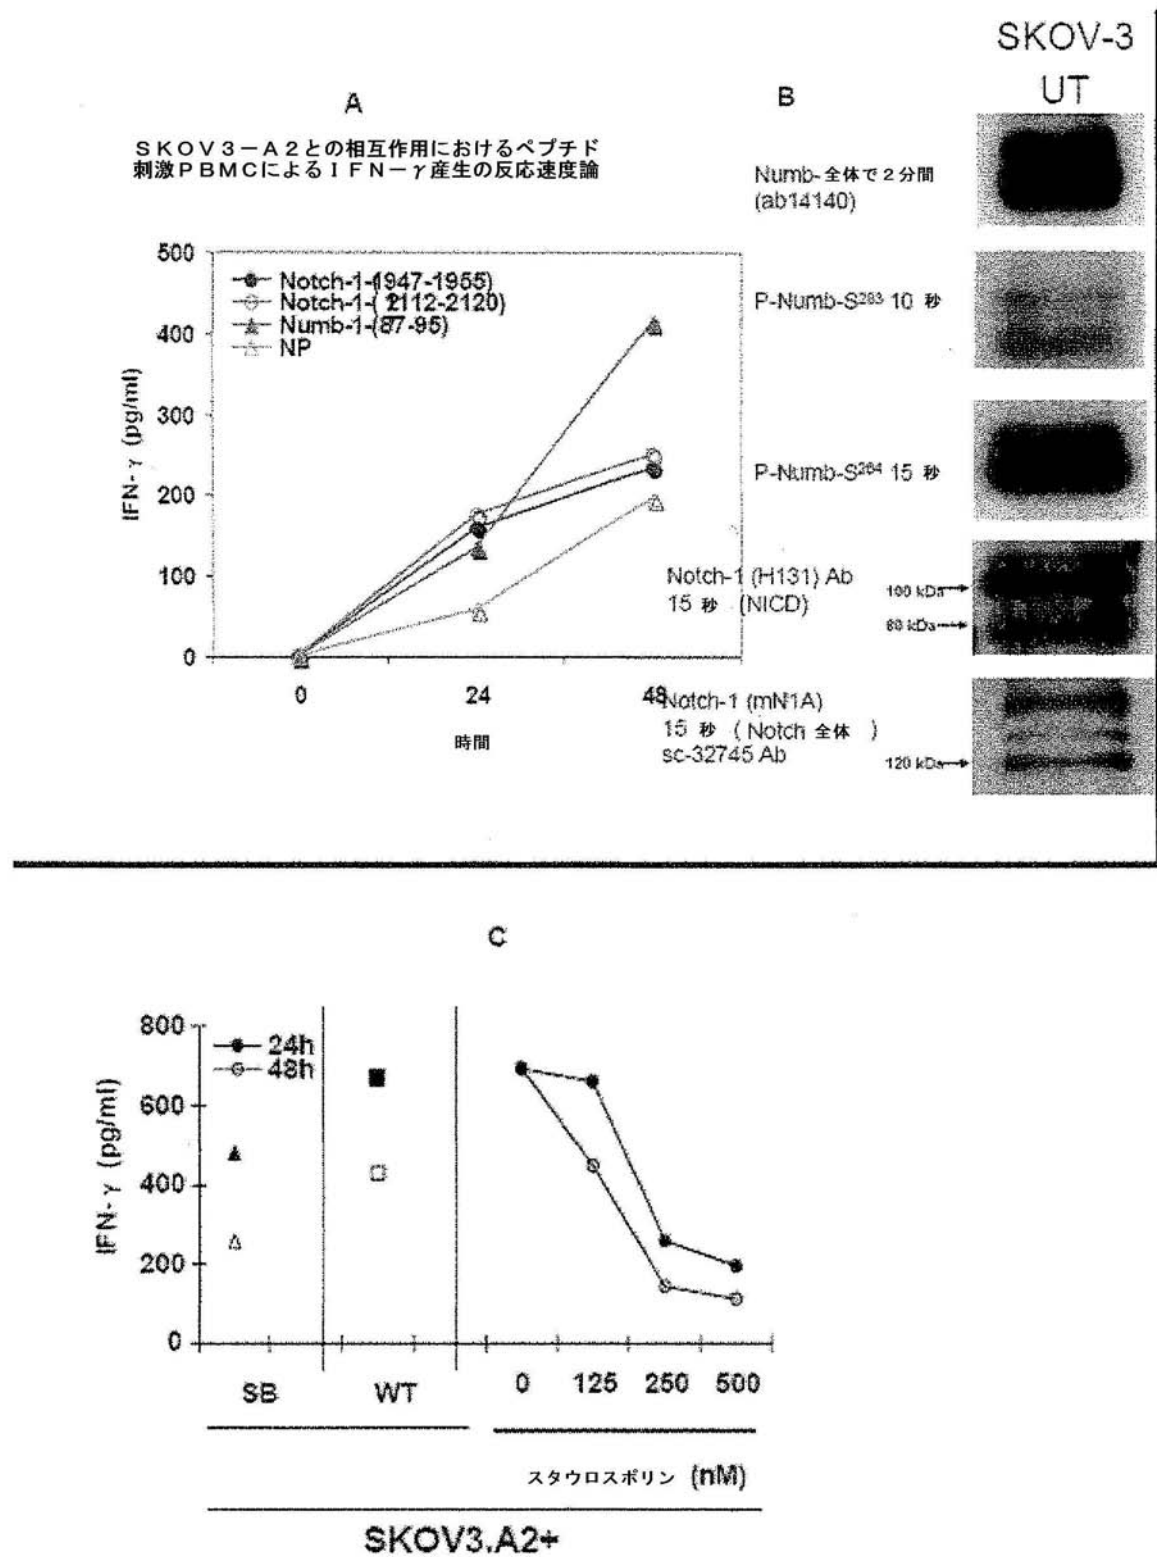 A
SKOV3-A2との相互作用におけるペプチド
刺激PBMCによるIFN-γ産生の反応速度論
IFN-γ (pg/ml)
500
400
300
200
100
0
Notch-1-(1947-1955)
Notch-1-(2112-2120)
Numb-1-(87-95)
NP
0
24
48
時間
B
SKOV-3
UT
Numb-全体で2分間
(ab14140)
P-Numb-S283 10 秒
P-Numb-S264 15 秒
Notch-1 (H131) Ab
15 秒 (NICD)
100 kDa
80 kDa
Notch-1 (mN1A)
15 秒 (Notch 全体 )
sc-32745 Ab
120 kDa
C
IFN-γ (pg/ml)
800
600
400
200
0
24h
48h
SB
WT
0
125
250
500
スタウロスポリン (nM)
SKOV3.A2+